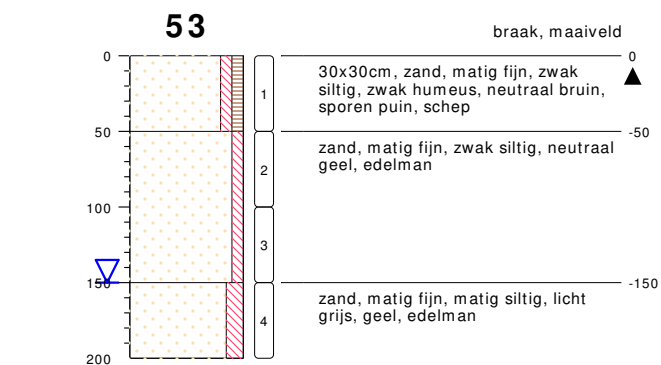 53
braak, maaiveld
0
0
30x30cm, zand, matig fijn, zwak
siltig, zwak humeus, neutraal bruin,
sporen puin, schep
1
50
-50
zand, matig fijn, zwak siltig, neutraal
geel, edelman
2
100
3
150
-150
zand, matig fijn, matig siltig, licht
grijs, geel, edelman
4
200